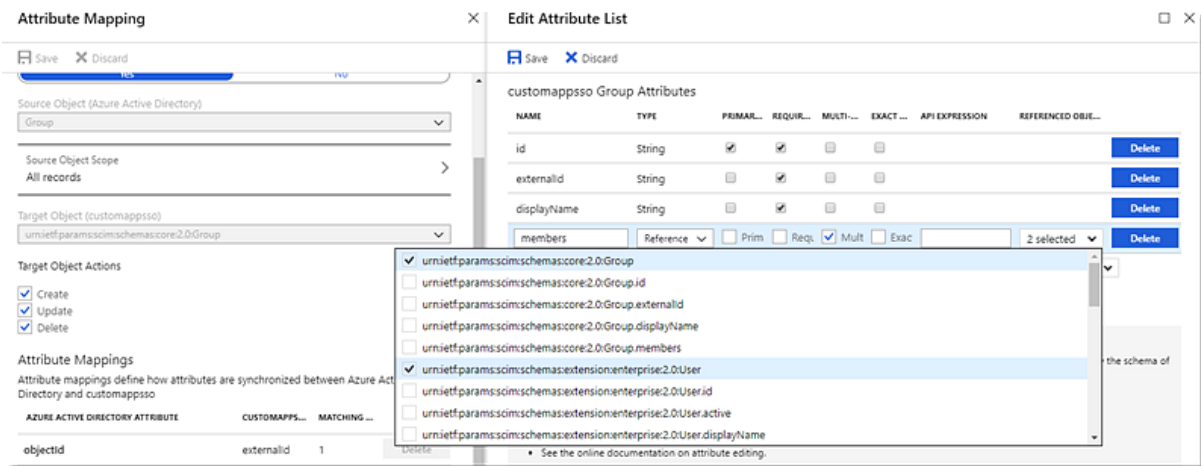 Attribute Mapping
Save Discard
Yes No
Source Object (Azure Active Directory)
Group
Source Object Scope
All records
Target Object (customappsso)
urn:ietf:params:scim:schemas:core:2.0:Group
Target Object Actions
Create
Update
Delete
Attribute Mappings
Attribute mappings define how attributes are synchronized between Azure Act
Directory and customappsso
AZURE ACTIVE DIRECTORY ATTRIBUTE CUSTOMAPPS... MATCHING ...
objectId externalId 1 Delete
Edit Attribute List
Save Discard
customappsso Group Attributes
NAME TYPE PRIMAR... REQUIR... MULTI-... EXACT ... API EXPRESSION REFERENCED OBJE...
id String Delete
externalId String Delete
displayName String Delete
members Reference Prim Requ Mult Exac 2 selected Delete
urn:ietf:params:scim:schemas:core:2.0:Group
urn:ietf:params:scim:schemas:core:2.0:Group.id
urn:ietf:params:scim:schemas:core:2.0:Group.externalId
urn:ietf:params:scim:schemas:core:2.0:Group.displayName
urn:ietf:params:scim:schemas:core:2.0:Group.members
urn:ietf:params:scim:schemas:extension:enterprise:2.0:User
urn:ietf:params:scim:schemas:extension:enterprise:2.0:User.id
urn:ietf:params:scim:schemas:extension:enterprise:2.0:User.active
urn:ietf:params:scim:schemas:extension:enterprise:2.0:User.displayName
the schema of
See the online documentation on attribute editing.